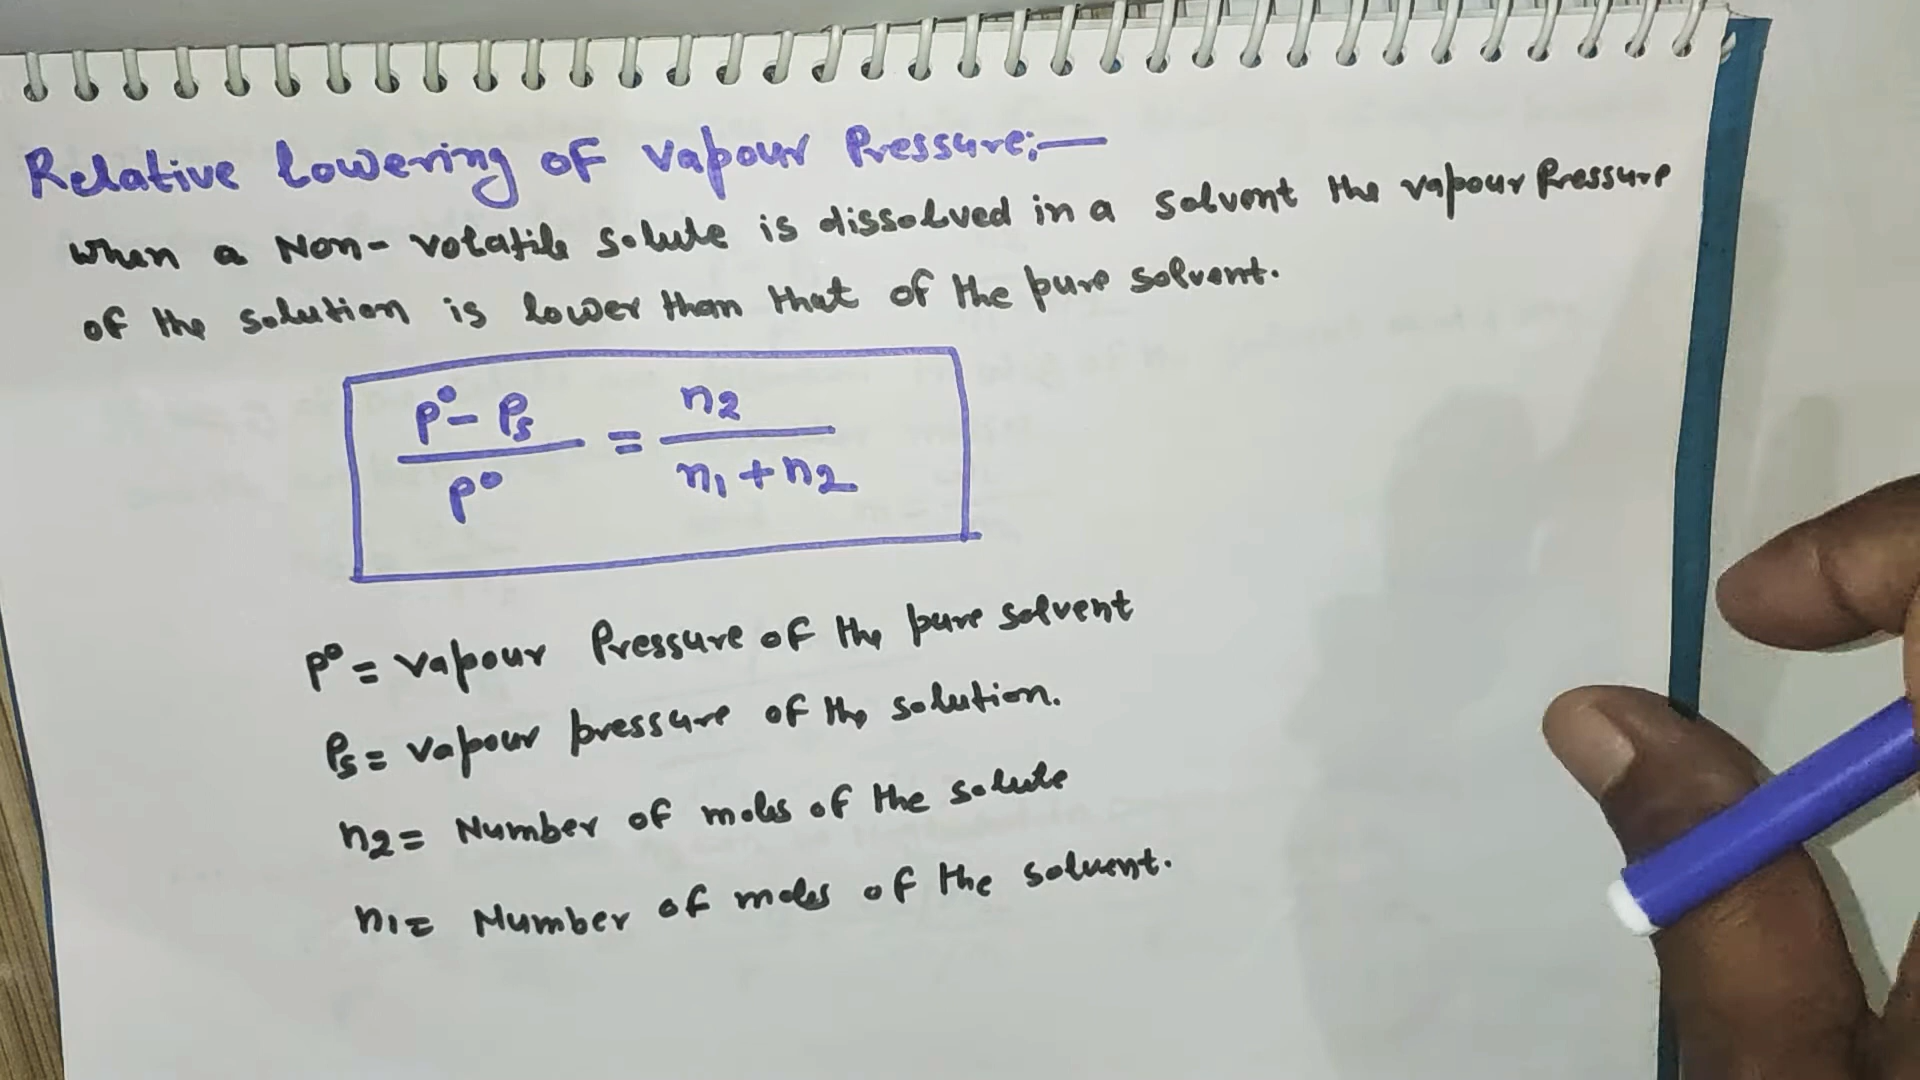 Relative lowering of vapour Pressure:—
when a Non-volatile solute is dissolved in a solvent the vapour Pressure
of the solution is lower than that of the pure solvent.
P° - Ps / P° = n2 / n1 + n2
P° = vapour Pressure of the pure solvent
Ps = vapour pressure of the solution.
n2 = Number of moles of the solute
n1 = Number of moles of the solvent.